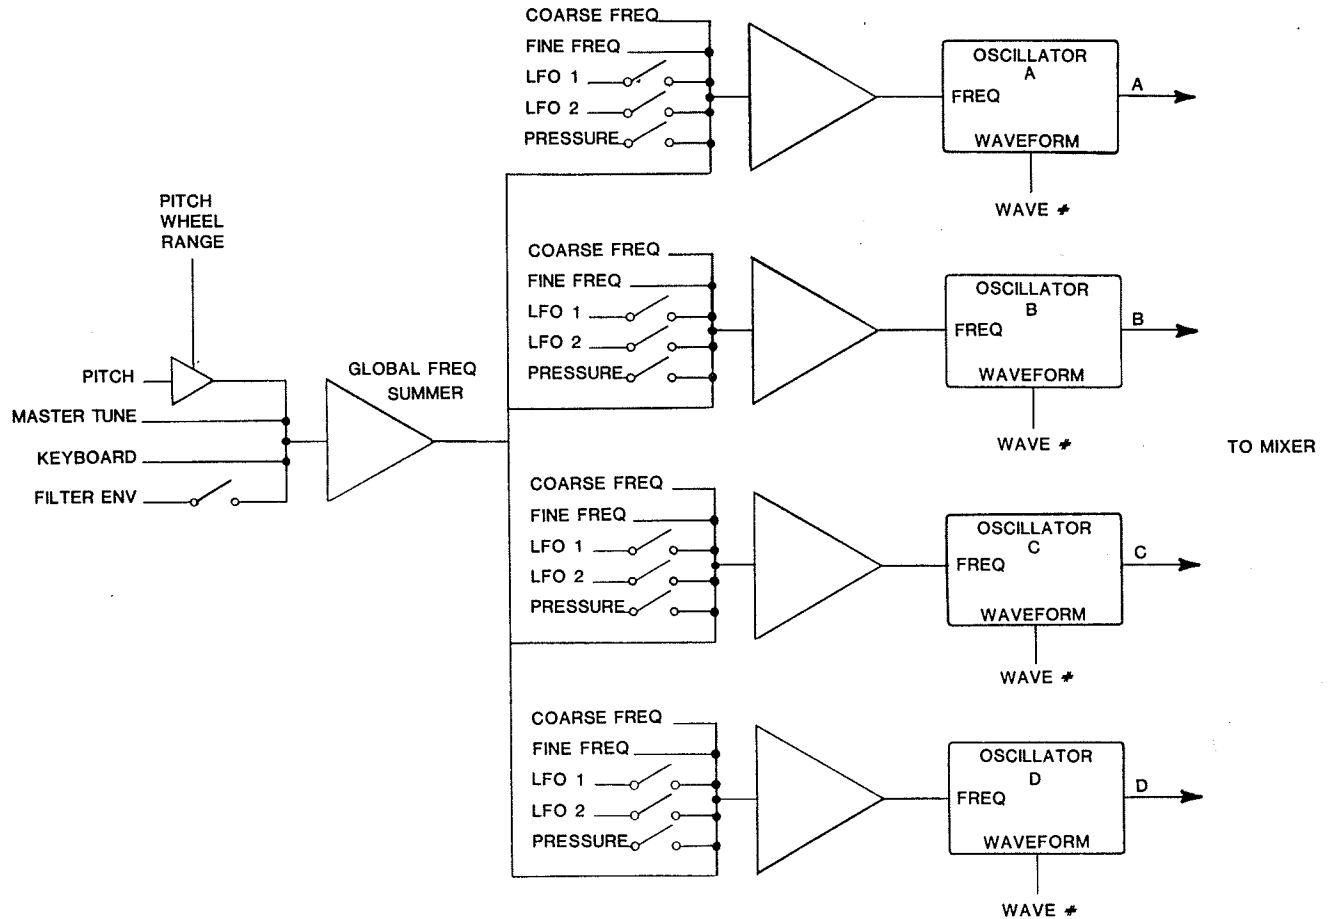 COARSE FREQ
FINE FREQ
LFO 1
LFO 2
PRESSURE
OSCILLATOR
A
FREQ
WAVEFORM
A
WAVE #
PITCH
WHEEL
RANGE
COARSE FREQ
FINE FREQ
LFO 1
LFO 2
PRESSURE
OSCILLATOR
B
FREQ
WAVEFORM
B
WAVE #
PITCH
MASTER TUNE
KEYBOARD
FILTER ENV
GLOBAL FREQ
SUMMER
TO MIXER
COARSE FREQ
FINE FREQ
LFO 1
LFO 2
PRESSURE
OSCILLATOR
C
FREQ
WAVEFORM
C
WAVE #
COARSE FREQ
FINE FREQ
LFO 1
LFO 2
PRESSURE
OSCILLATOR
D
FREQ
WAVEFORM
D
WAVE #